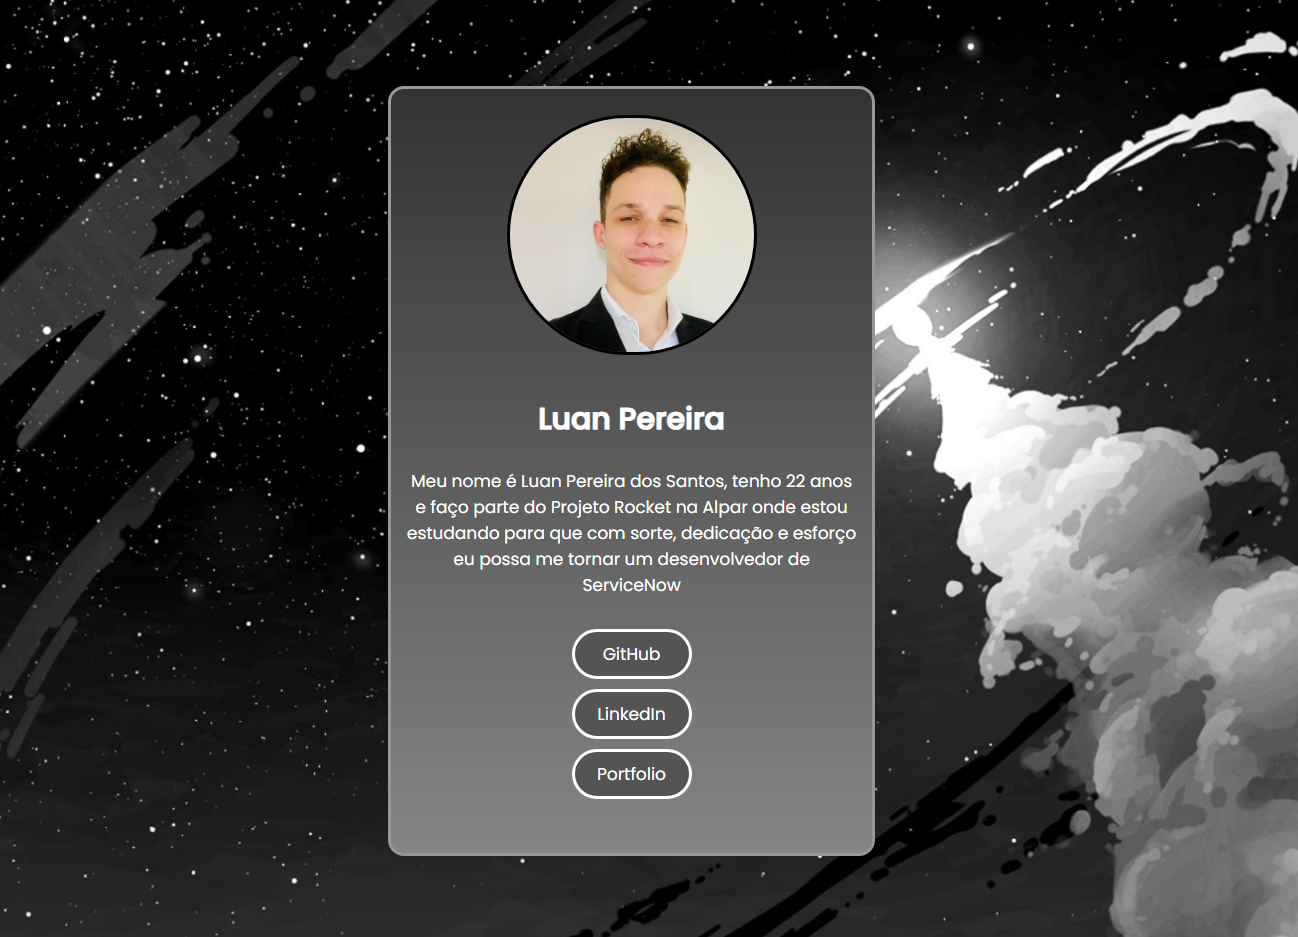 Luan Pereira
Meu nome é Luan Pereira dos Santos, tenho 22 anos
e faço parte do Projeto Rocket na Alpar onde estou
estudando para que com sorte, dedicação e esforço
eu possa me tornar um desenvolvedor de
ServiceNow
GitHub
LinkedIn
Portfolio